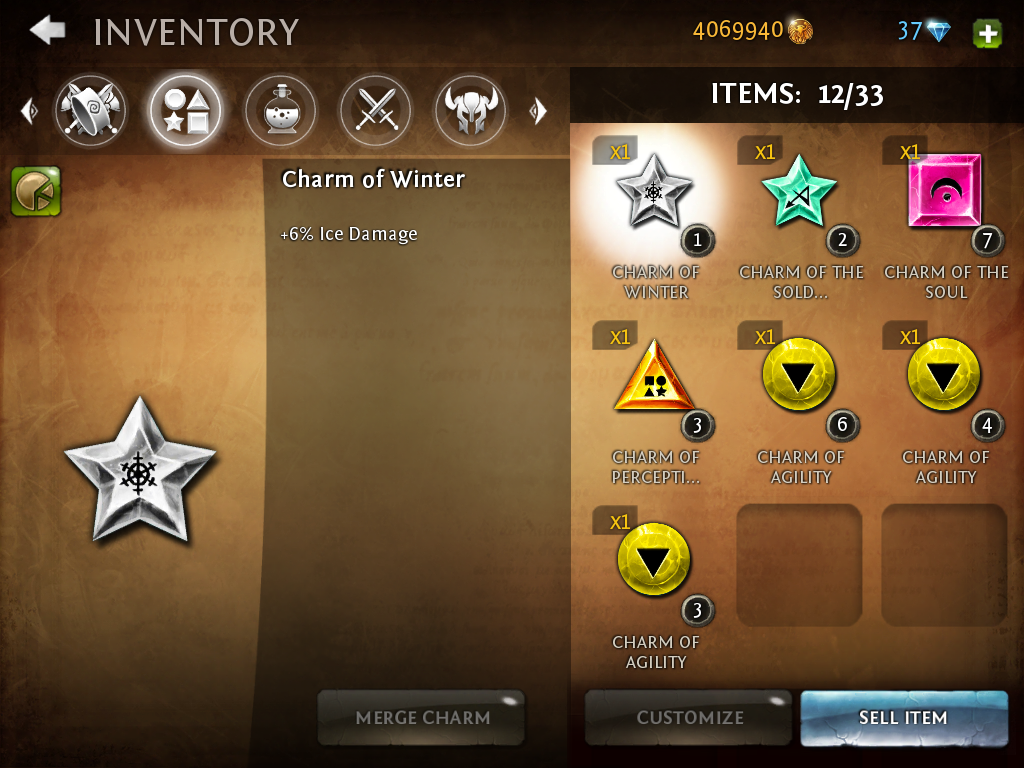 INVENTORY
4069940
37
ITEMS: 12/33
Charm of Winter
+6% Ice Damage
X1
1
CHARM OF
WINTER
X1
2
CHARM OF THE
SOLD...
X1
7
CHARM OF THE
SOUL
X1
3
CHARM OF
PERCEPTI...
X1
6
CHARM OF
AGILITY
X1
4
CHARM OF
AGILITY
X1
3
CHARM OF
AGILITY
MERGE CHARM
CUSTOMIZE
SELL ITEM